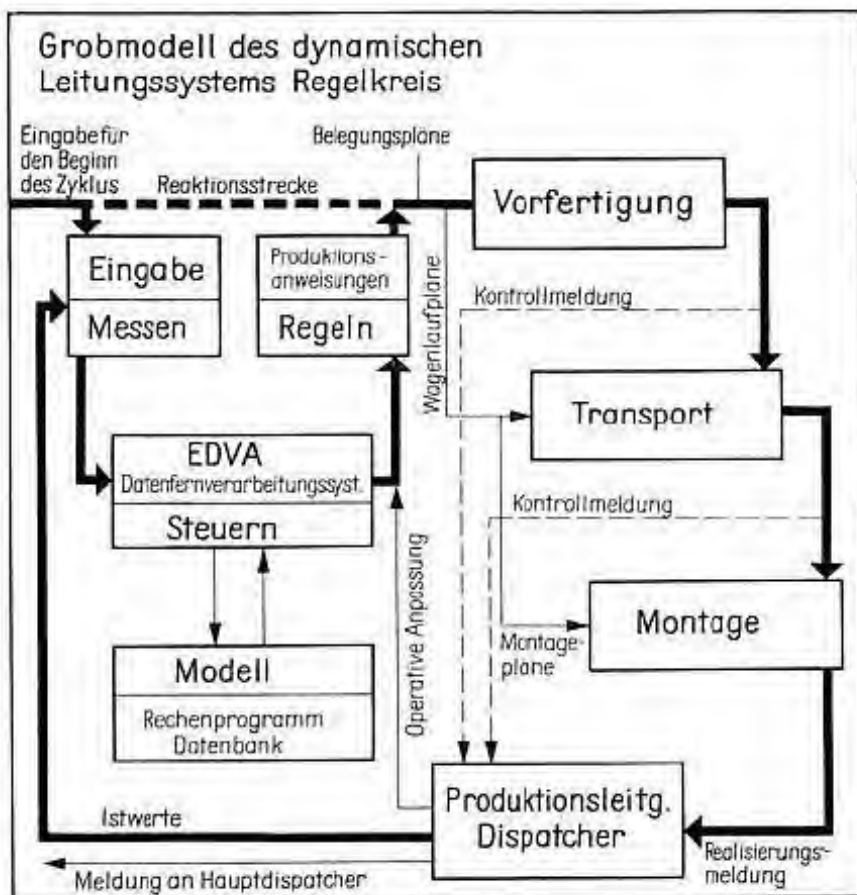 Grobmodell des dynamischen
Leitungssystems Regelkreis
Eingabe für
den Beginn
des Zyklus
Reaktionsstrecke
Belegungspläne
Vorfertigung
Eingabe
Messen
Produktions-
anweisungen
Regeln
Wagenlaufpläne
Kontrollmeldung
Transport
EDVA
Datenfernverarbeitungssyst.
Steuern
Kontrollmeldung
Operative Anpassung
Montage
Montage-
pläne
Modell
Rechenprogramm
Datenbank
Produktionsleitg.
Dispatcher
Istwerte
Realisierungs-
meldung
Meldung an Hauptdispatcher